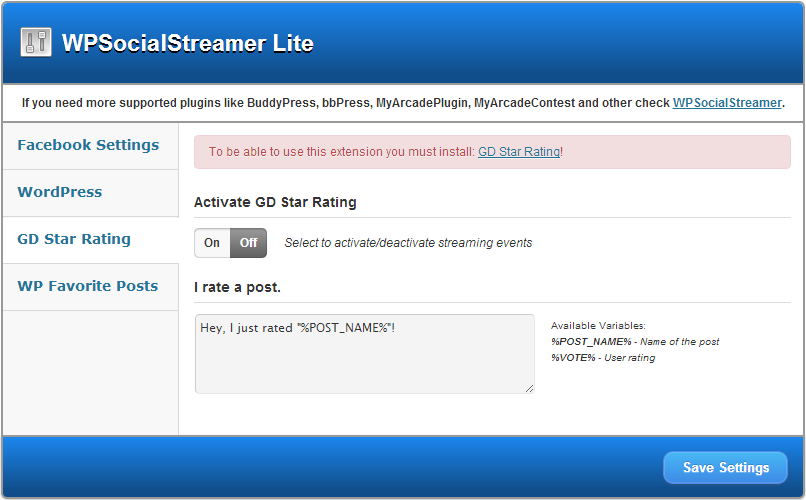 WPSocialStreamer Lite
If you need more supported plugins like BuddyPress, bbPress, MyArcadePlugin, MyArcadeContest and other check WPSocialStreamer.
Facebook Settings
WordPress
GD Star Rating
WP Favorite Posts
To be able to use this extension you must install: GD Star Rating!
Activate GD Star Rating
On Off Select to activate/deactivate streaming events
I rate a post.
Hey, I just rated "%POST_NAME%"!
Available Variables:
%POST_NAME% - Name of the post
%VOTE% - User rating
Save Settings